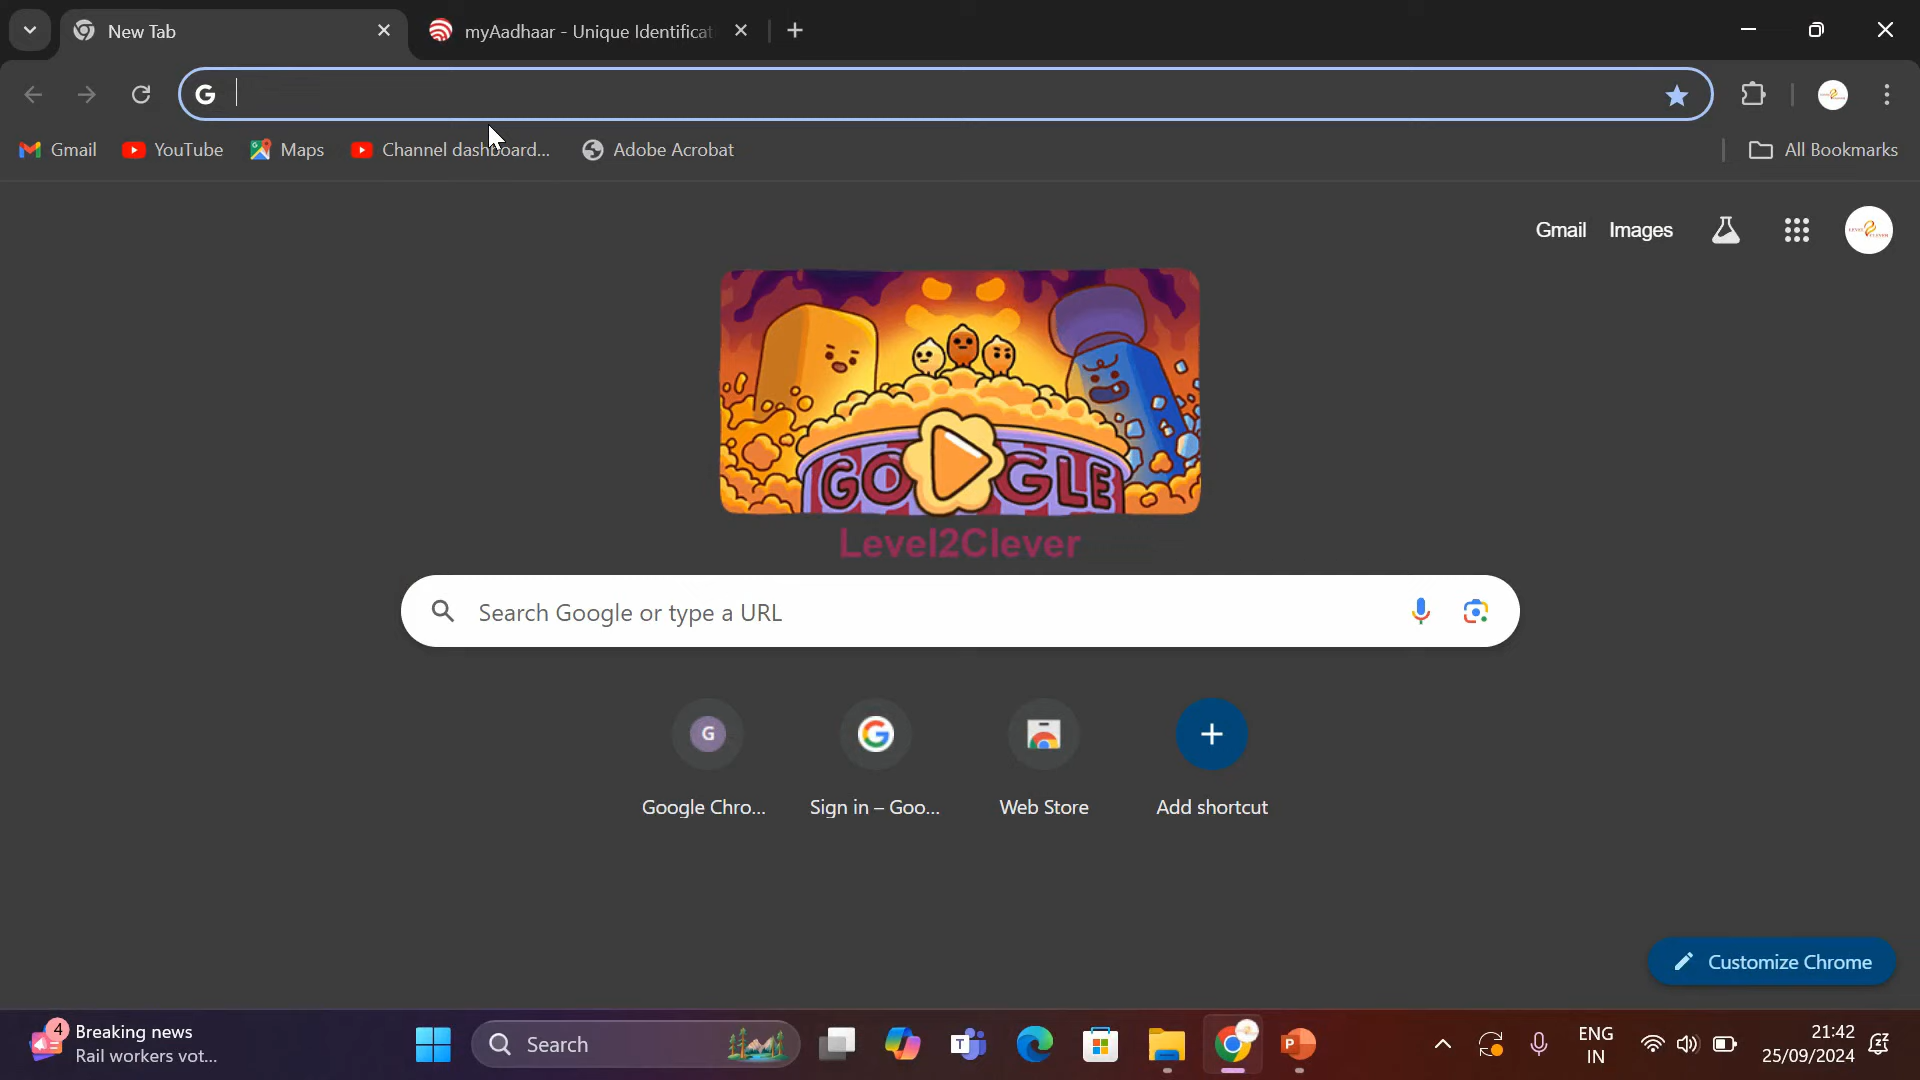 New Tab
myAadhaar - Unique Identificat
G
Gmail
YouTube
Maps
Channel dashboard...
Adobe Acrobat
All Bookmarks
Gmail
Images
GOOGLE
Level2Clever
Search Google or type a URL
G
Google Chro...
G
Sign in – Goo...
Web Store
Add shortcut
Customize Chrome
4
Breaking news
Rail workers vot...
Search
T
P
ENG
IN
21:42
25/09/2024